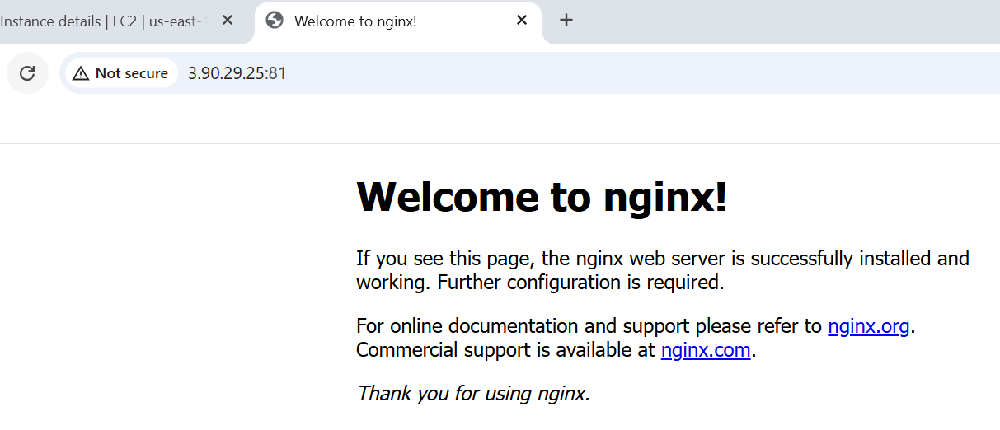 Instance details | EC2 | us-east-
Welcome to nginx!
Not secure
3.90.29.25:81
Welcome to nginx!
If you see this page, the nginx web server is successfully installed and
working. Further configuration is required.
For online documentation and support please refer to nginx.org.
Commercial support is available at nginx.com.
Thank you for using nginx.